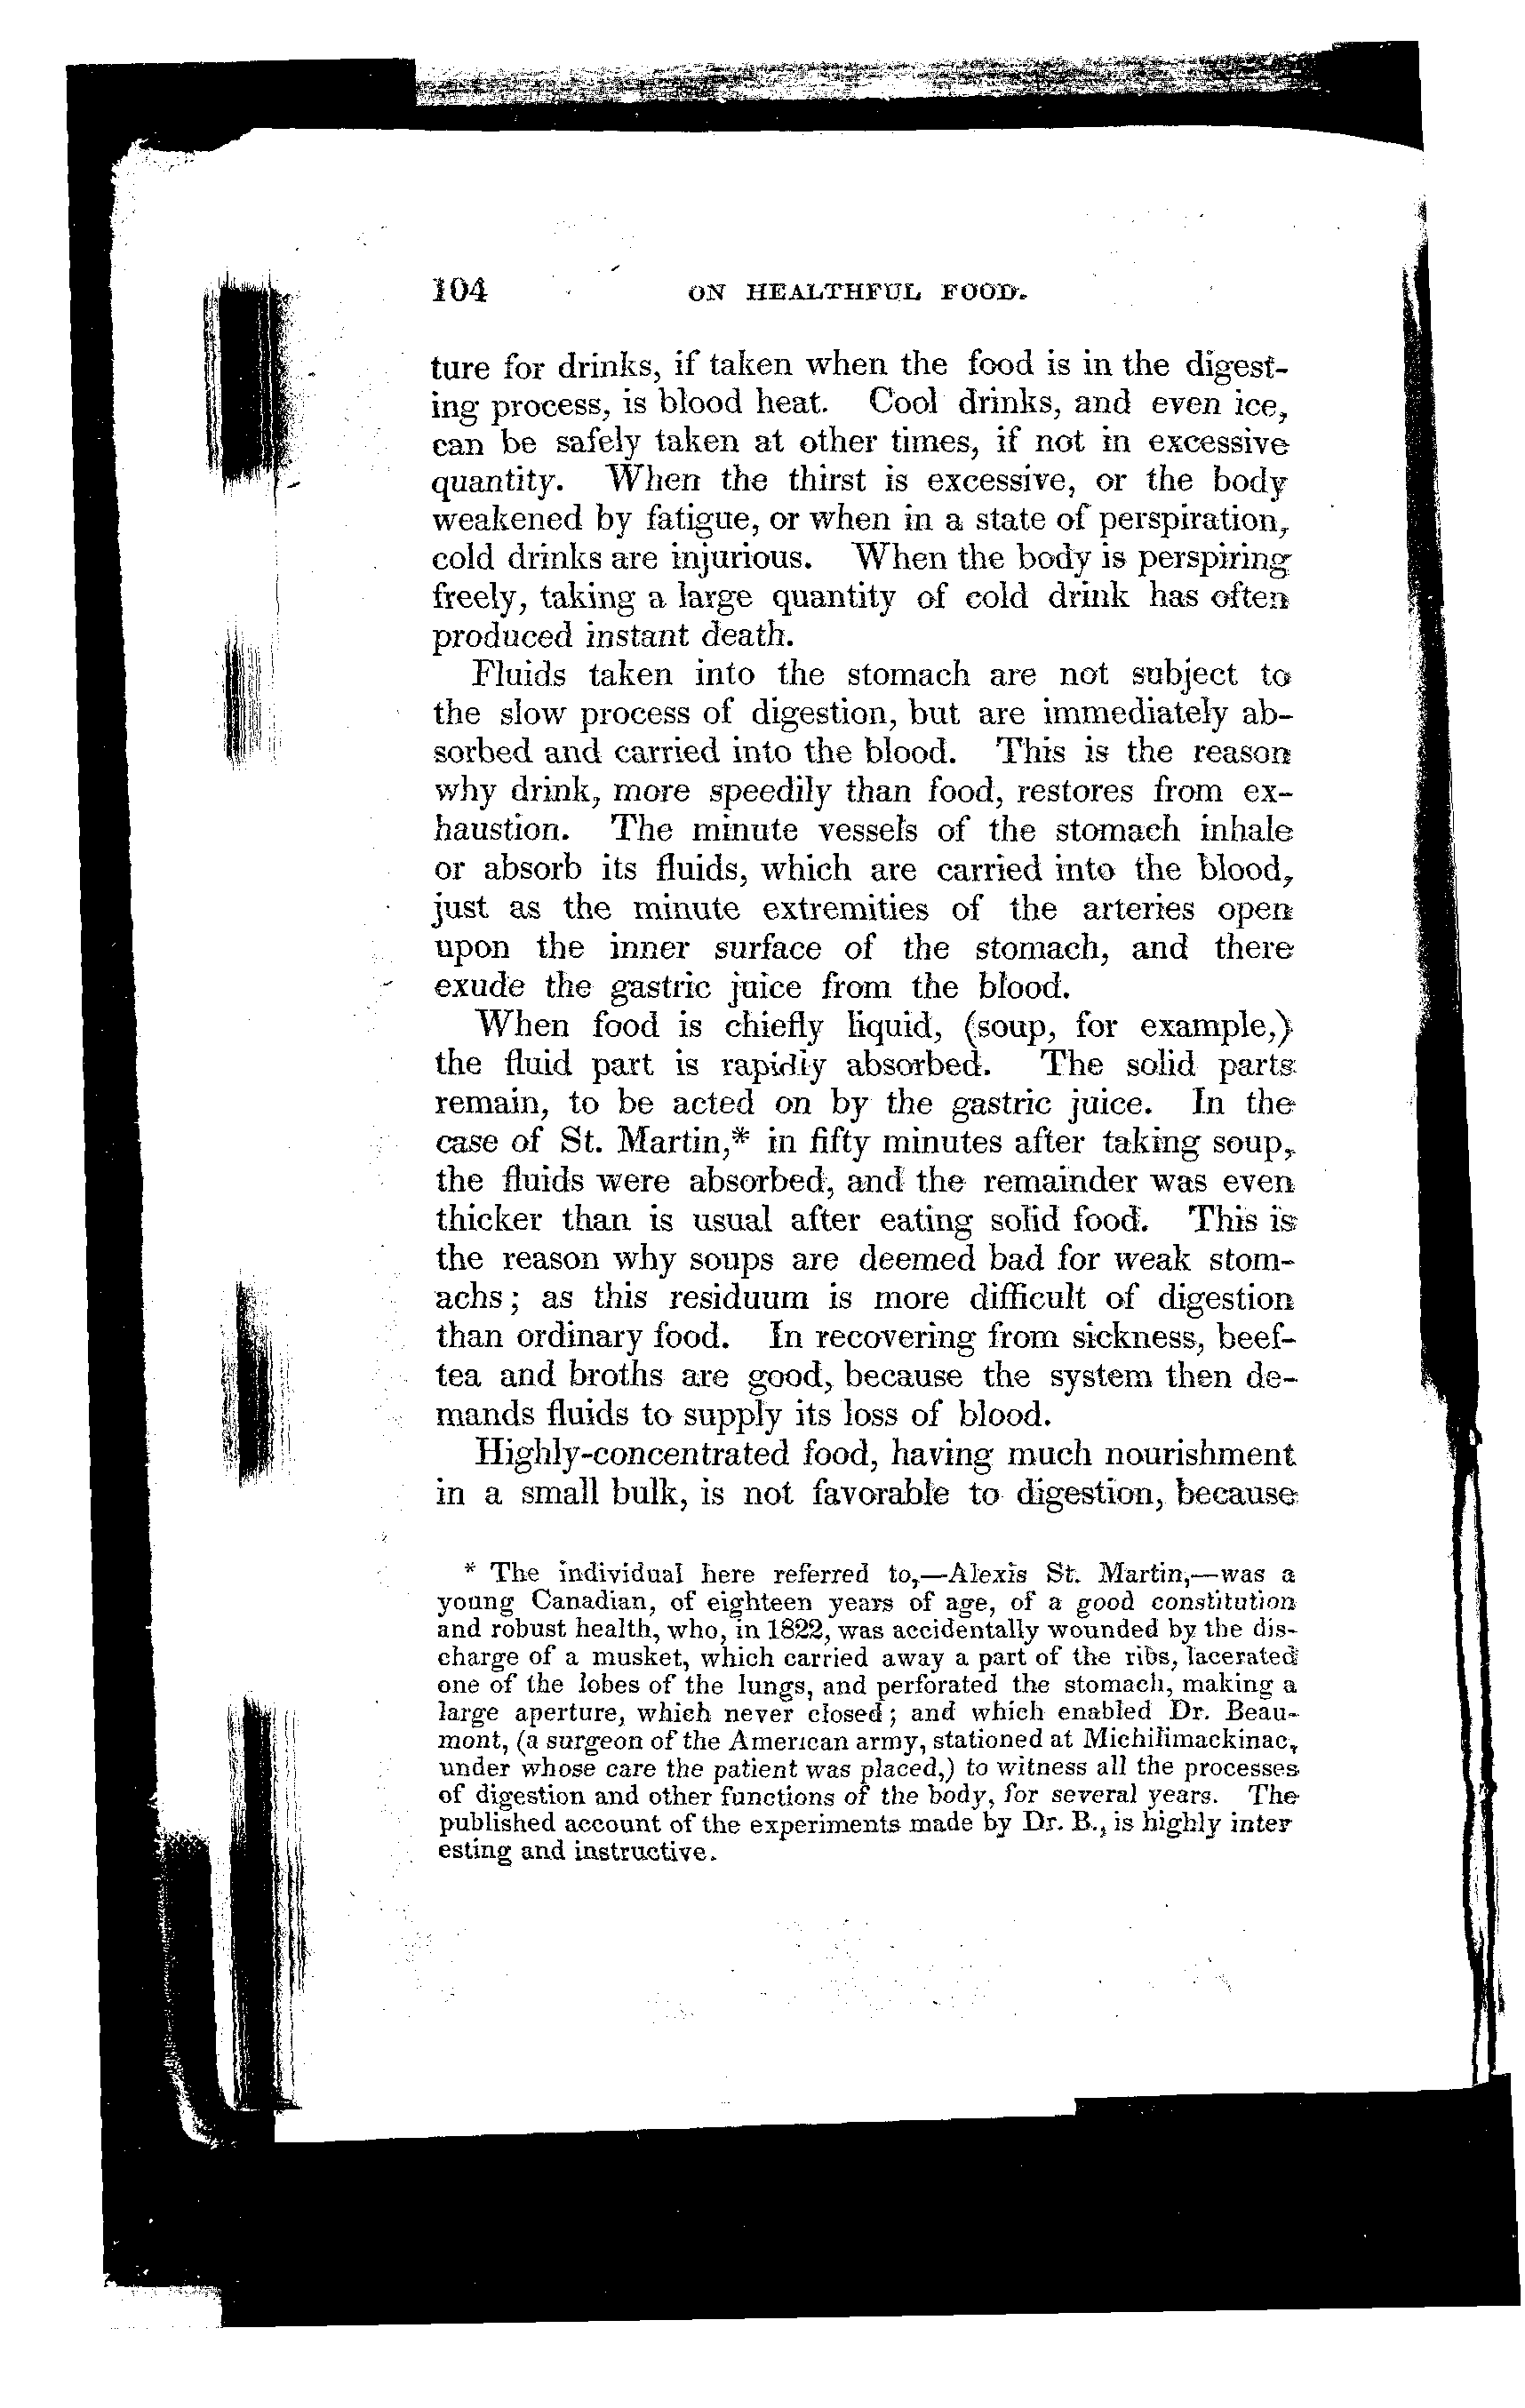 104 ON HEALTHFUL FOOD.
ture for drinks, if taken when the food is in the digest-
ing process, is blood heat. Cool drinks, and even ice,
can be safely taken at other times, if not in excessive
quantity. When the thirst is excessive, or the body
weakened by fatigue, or when in a state of perspiration,
cold drinks are injurious. When the body is perspiring
freely, taking a large quantity of cold drink has often
produced instant death.
Fluids taken into the stomach are not subject to
the slow process of digestion, but are immediately ab-
sorbed and carried into the blood. This is the reason
why drink, more speedily than food, restores from ex-
haustion. The minute vessels of the stomach inhale
or absorb its fluids, which are carried into the blood,
just as the minute extremities of the arteries open
upon the inner surface of the stomach, and there
exude the gastric juice from the blood.
When food is chiefly liquid, (soup, for example,)
the fluid part is rapidly absorbed. The solid parts
remain, to be acted on by the gastric juice. In the
case of St. Martin,* in fifty minutes after taking soup,
the fluids were absorbed, and the remainder was even
thicker than is usual after eating solid food. This is
the reason why soups are deemed bad for weak stom-
achs; as this residuum is more difficult of digestion
than ordinary food. In recovering from sickness, beef-
tea and broths are good, because the system then de-
mands fluids to supply its loss of blood.
Highly-concentrated food, having much nourishment
in a small bulk, is not favorable to digestion, because
* The individual here referred to,—Alexis St. Martin,—was a
young Canadian, of eighteen years of age, of a good constitution
and robust health, who, in 1822, was accidentally wounded by the dis-
charge of a musket, which carried away a part of the ribs, lacerated
one of the lobes of the lungs, and perforated the stomach, making a
large aperture, which never closed; and which enabled Dr. Beau-
mont, (a surgeon of the American army, stationed at Michilimackinac,
under whose care the patient was placed,) to witness all the processes
of digestion and other functions of the body, for several years. The
published account of the experiments made by Dr. B., is highly inter
esting and instructive.